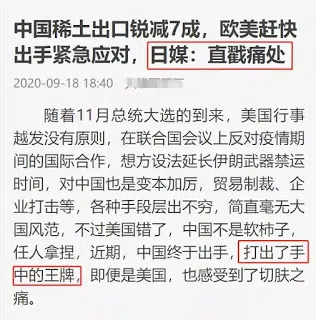 中国稀土出口锐减7成，欧美赶快
出手紧急应对，日媒：直戳痛处
2020-09-18 18:40
随着11月总统大选的到来，美国行事
越发没有原则，在联合国会议上反对疫情
期间的国际合作，想方设法延长伊朗武器禁运
时间，对中国也是变本加厉，贸易制裁、企
业打击等，各种手段层出不穷，简直毫无大
国风范，不过美国错了，中国不是软柿子，
任人拿捏，近期，中国终于出手，打出了手
中的王牌，即便是美国，也感受到了切肤之
痛。